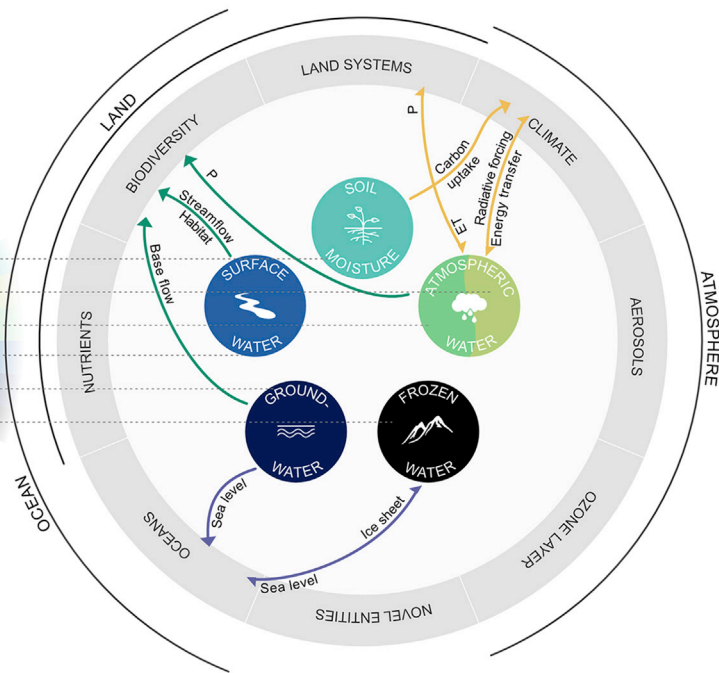 LAND SYSTEMS
CLIMATE
AEROSOLS
OZONE LAYER
NOVEL ENTITIES
OCEANS
NUTRIENTS
BIODIVERSITY
LAND
ATMOSPHERE
OCEAN
P
ET
Carbon
uptake
Radiative forcing
Energy transfer
P
Streamflow
Habitat
Base flow
SOIL
MOISTURE
SURFACE
WATER
ATMOSPHERIC
WATER
GROUND-
WATER
FROZEN
WATER
Sea level
Ice sheet
Sea level